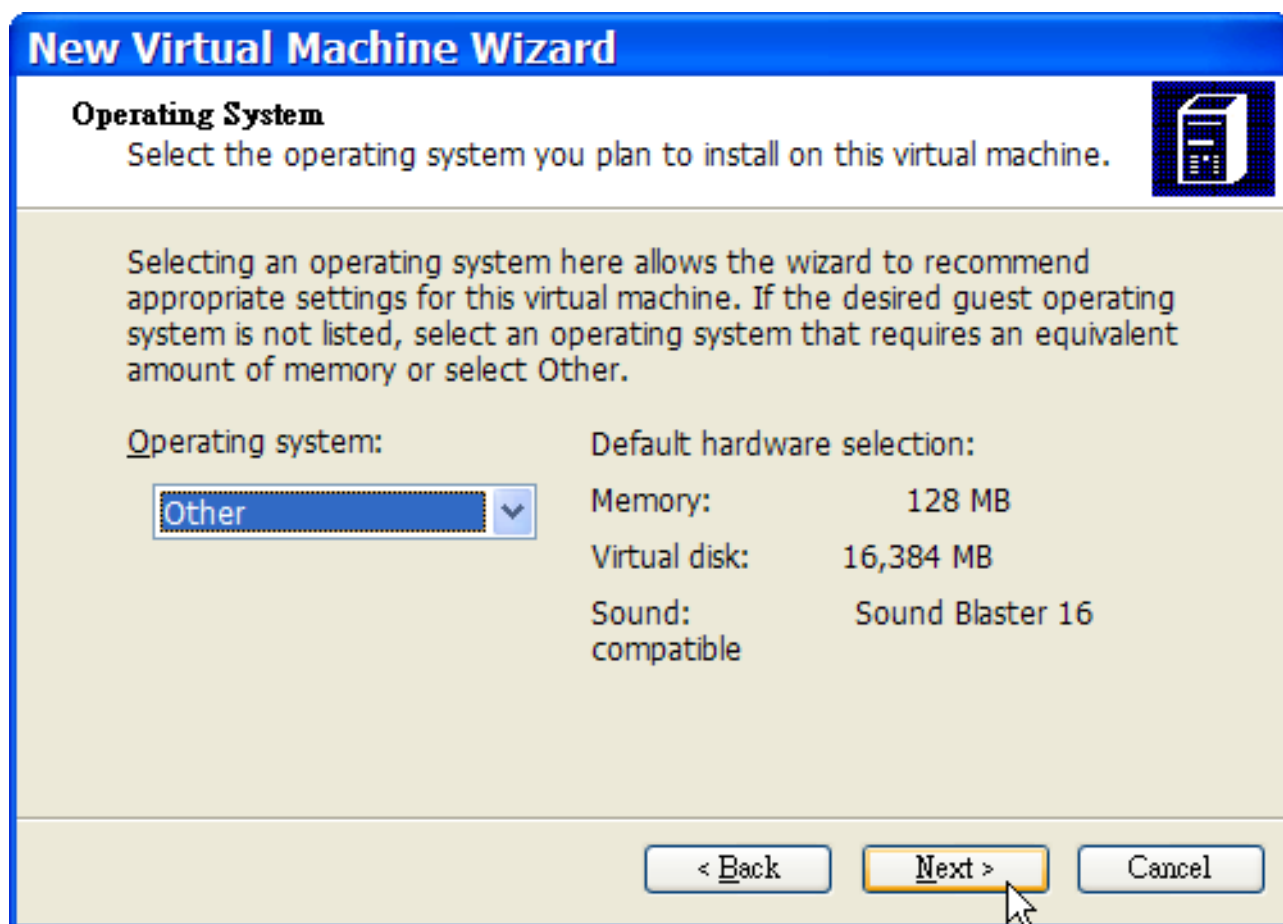 New Virtual Machine Wizard
Operating System
Select the operating system you plan to install on this virtual machine.
Selecting an operating system here allows the wizard to recommend
appropriate settings for this virtual machine. If the desired guest operating
system is not listed, select an operating system that requires an equivalent
amount of memory or select Other.
Operating system:
Other
Default hardware selection:
Memory: 128 MB
Virtual disk: 16,384 MB
Sound: Sound Blaster 16
compatible
< Back Next > Cancel